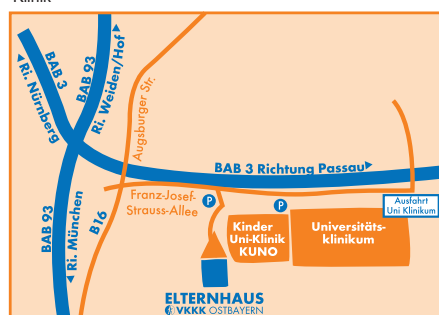 BAB 3
Ri. Nürnberg
BAB 93
Ri. Weiden/Hof
Augsburger Str.
BAB 3 Richtung Passau
Franz-Josef-
Strauss-Allee
P
P
Ausfahrt
Uni Klinikum
BAB 93
Ri. München
B16
Kinder
Uni-Klinik
KUNO
Universitäts-
klinikum
ELTERNHAUS
VKKK OSTBAYERN